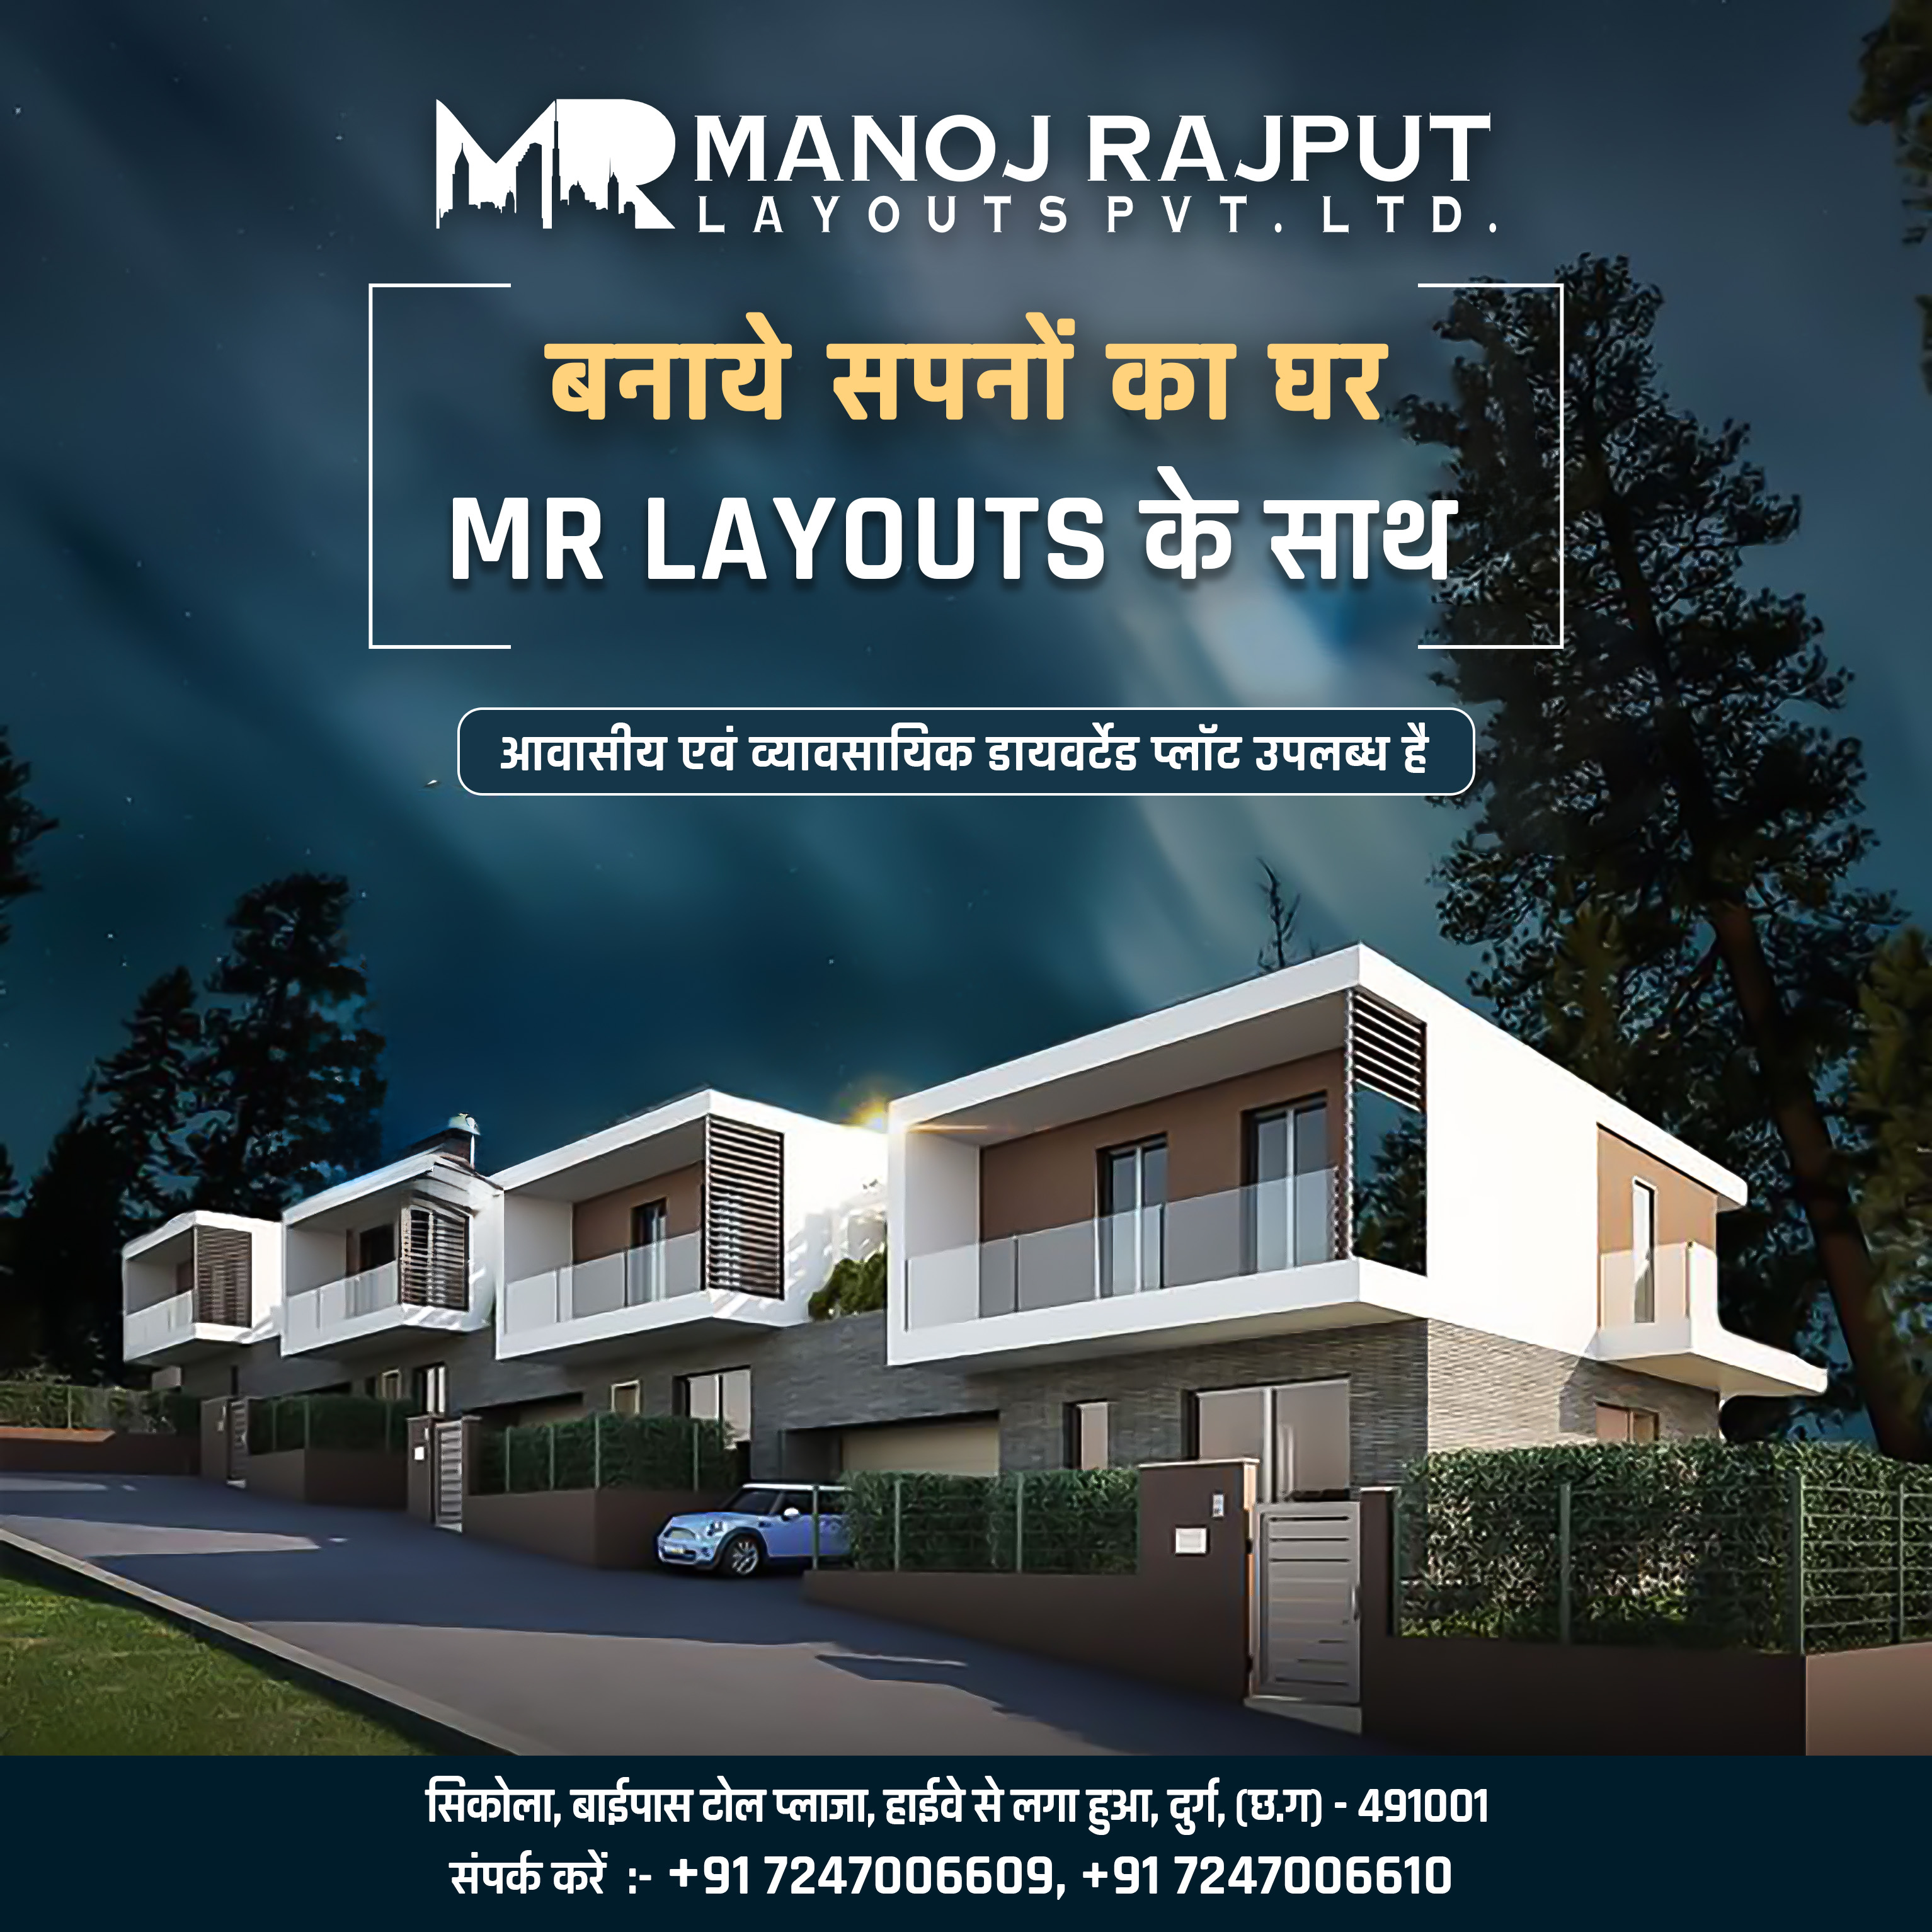 MR MANOJ RAJPUT
LAYOUTS PVT. LTD.
बनाये सपनों का घर
MR LAYOUTS के साथ
आवासीय एवं व्यावसायिक डायवर्टेड प्लॉट उपलब्ध है
सिकोला, बाईपास टोल प्लाजा, हाईवे से लगा हुआ, दुर्ग, (छ.ग) - 491001
संपर्क करें :- +91 7247006609, +91 7247006610